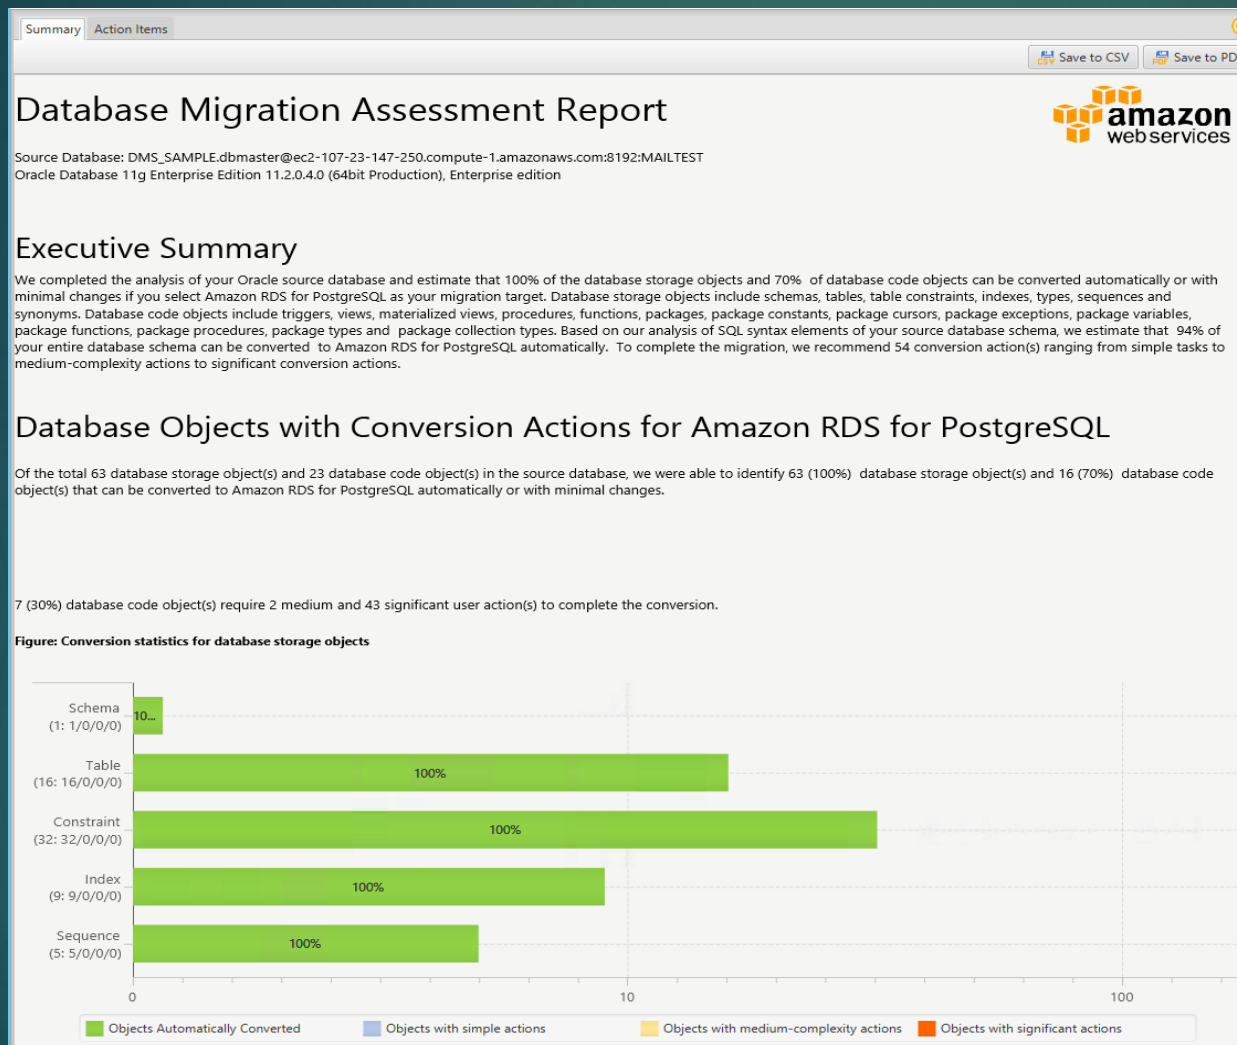 Summary Action Items
Save to CSV Save to PD
Database Migration Assessment Report
amazon
webservices
Source Database: DMS_SAMPLE.dbmaster@ec2-107-23-147-250.compute-1.amazonaws.com:8192:MAILTEST
Oracle Database 11g Enterprise Edition 11.2.0.4.0 (64bit Production), Enterprise edition
Executive Summary
We completed the analysis of your Oracle source database and estimate that 100% of the database storage objects and 70% of database code objects can be converted automatically or with
minimal changes if you select Amazon RDS for PostgreSQL as your migration target. Database storage objects include schemas, tables, table constraints, indexes, types, sequences and
synonyms. Database code objects include triggers, views, materialized views, procedures, functions, packages, package constants, package cursors, package exceptions, package variables,
package functions, package procedures, package types and package collection types. Based on our analysis of SQL syntax elements of your source database schema, we estimate that 94% of
your entire database schema can be converted to Amazon RDS for PostgreSQL automatically. To complete the migration, we recommend 54 conversion action(s) ranging from simple tasks to
medium-complexity actions to significant conversion actions.
Database Objects with Conversion Actions for Amazon RDS for PostgreSQL
Of the total 63 database storage object(s) and 23 database code object(s) in the source database, we were able to identify 63 (100%) database storage object(s) and 16 (70%) database code
object(s) that can be converted to Amazon RDS for PostgreSQL automatically or with minimal changes.
7 (30%) database code object(s) require 2 medium and 43 significant user action(s) to complete the conversion.
Figure: Conversion statistics for database storage objects
Schema
(1: 1/0/0/0)
10...
Table
(16: 16/0/0/0)
100%
Constraint
(32: 32/0/0/0)
100%
Index
(9: 9/0/0/0)
100%
Sequence
(5: 5/0/0/0)
100%
0 10 100
Objects Automatically Converted Objects with simple actions Objects with medium-complexity actions Objects with significant actions